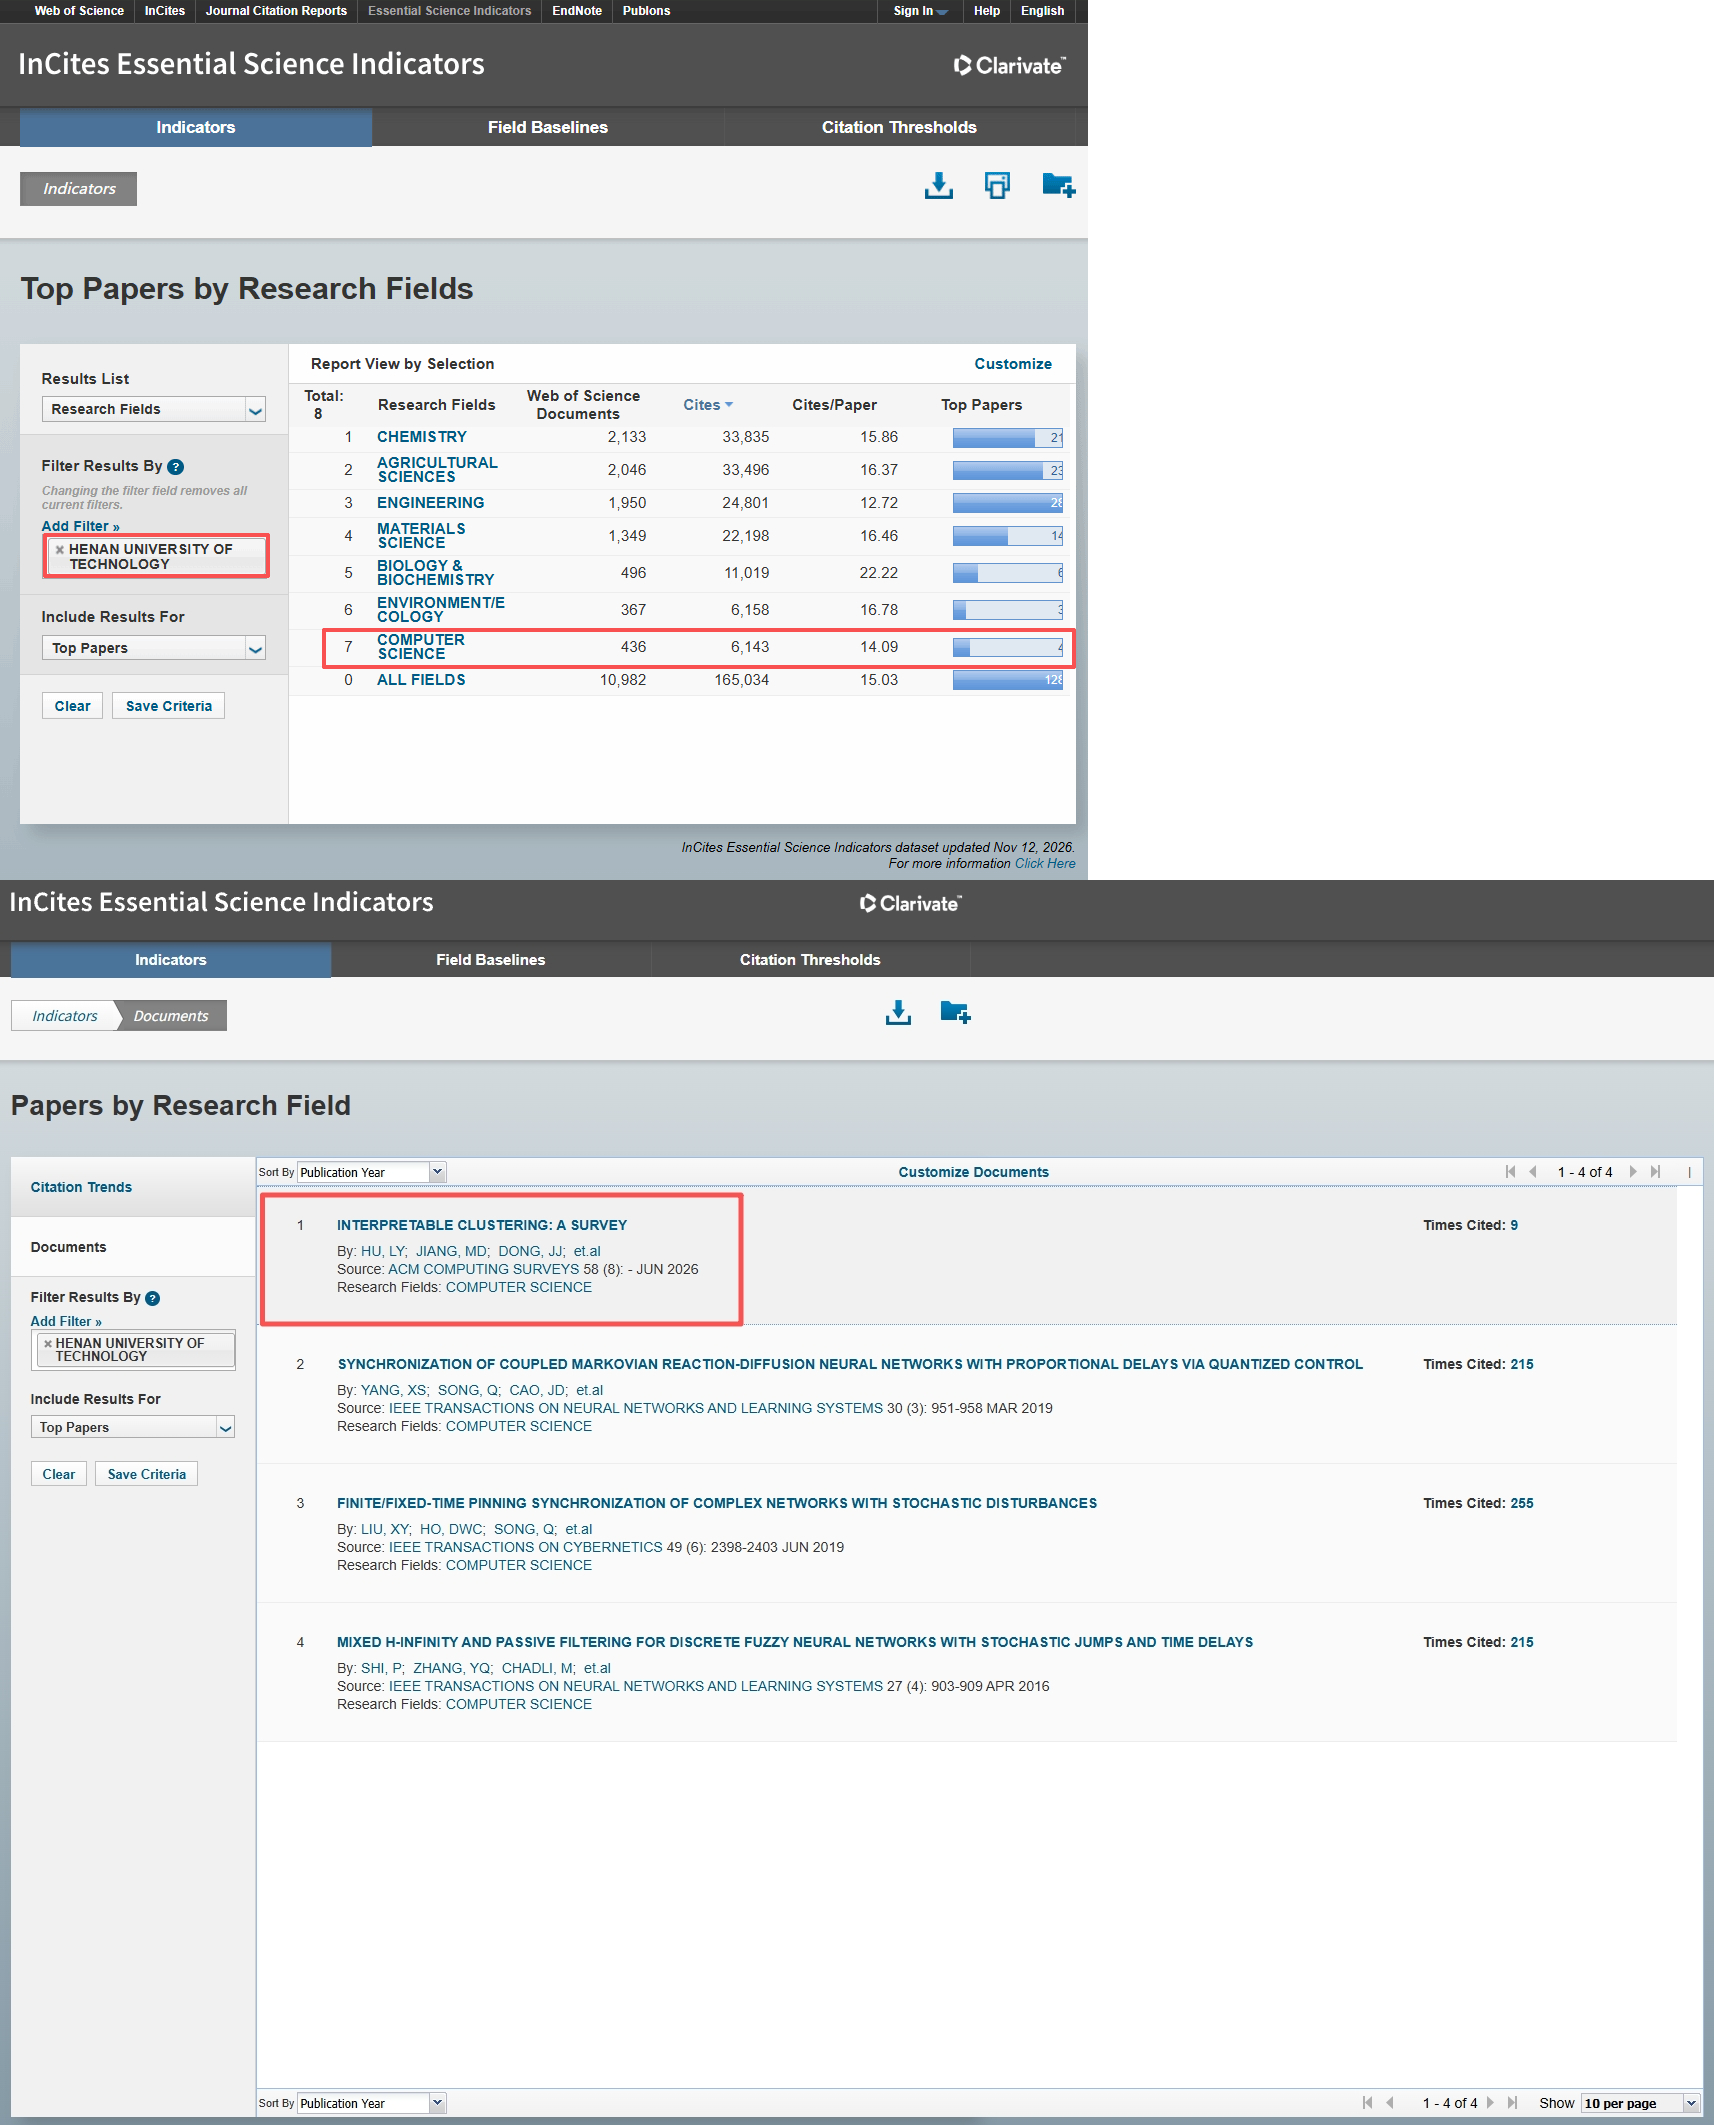 Web of Science InCites Journal Citation Reports Essential Science Indicators EndNote Publons Sign In Help English
InCites Essential Science Indicators Clarivate™
Indicators Field Baselines Citation Thresholds
Indicators
Top Papers by Research Fields
Results List
Research Fields
Filter Results By ?
Changing the filter field removes all
current filters.
Add Filter »
HENAN UNIVERSITY OF
TECHNOLOGY
Include Results For
Top Papers
Clear Save Criteria
Report View by Selection Customize
Total:
8 Research Fields Web of Science
Documents Cites Cites/Paper Top Papers
1 CHEMISTRY 2,133 33,835 15.86 21
2 AGRICULTURAL
SCIENCES 2,046 33,496 16.37 23
3 ENGINEERING 1,950 24,801 12.72 28
4 MATERIALS
SCIENCE 1,349 22,198 16.46 14
5 BIOLOGY &
BIOCHEMISTRY 496 11,019 22.22 6
6 ENVIRONMENT/E
COLOGY 367 6,158 16.78 3
7 COMPUTER
SCIENCE 436 6,143 14.09 4
0 ALL FIELDS 10,982 165,034 15.03 128
InCites Essential Science Indicators dataset updated Nov 12, 2026.
For more information Click Here
InCites Essential Science Indicators Clarivate™
Indicators Field Baselines Citation Thresholds
Indicators Documents
Papers by Research Field
Citation Trends
Documents
Filter Results By ?
Add Filter »
HENAN UNIVERSITY OF
TECHNOLOGY
Include Results For
Top Papers
Clear Save Criteria
Sort By Publication Year Customize Documents 1 - 4 of 4
1 INTERPRETABLE CLUSTERING: A SURVEY Times Cited: 9
By: HU, LY; JIANG, MD; DONG, JJ; et.al
Source: ACM COMPUTING SURVEYS 58 (8): - JUN 2026
Research Fields: COMPUTER SCIENCE
2 SYNCHRONIZATION OF COUPLED MARKOVIAN REACTION-DIFFUSION NEURAL NETWORKS WITH PROPORTIONAL DELAYS VIA QUANTIZED CONTROL Times Cited: 215
By: YANG, XS; SONG, Q; CAO, JD; et.al
Source: IEEE TRANSACTIONS ON NEURAL NETWORKS AND LEARNING SYSTEMS 30 (3): 951-958 MAR 2019
Research Fields: COMPUTER SCIENCE
3 FINITE/FIXED-TIME PINNING SYNCHRONIZATION OF COMPLEX NETWORKS WITH STOCHASTIC DISTURBANCES Times Cited: 255
By: LIU, XY; HO, DWC; SONG, Q; et.al
Source: IEEE TRANSACTIONS ON CYBERNETICS 49 (6): 2398-2403 JUN 2019
Research Fields: COMPUTER SCIENCE
4 MIXED H-INFINITY AND PASSIVE FILTERING FOR DISCRETE FUZZY NEURAL NETWORKS WITH STOCHASTIC JUMPS AND TIME DELAYS Times Cited: 215
By: SHI, P; ZHANG, YQ; CHADLI, M; et.al
Source: IEEE TRANSACTIONS ON NEURAL NETWORKS AND LEARNING SYSTEMS 27 (4): 903-909 APR 2016
Research Fields: COMPUTER SCIENCE
Sort By Publication Year 1 - 4 of 4 Show 10 per page